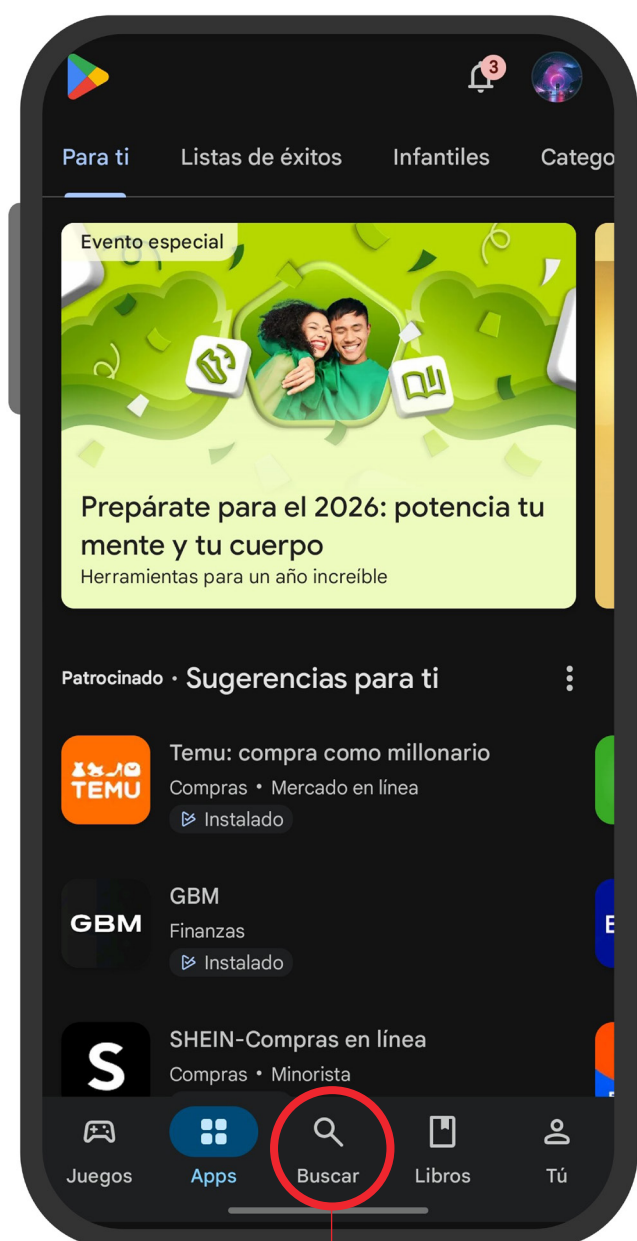 3
Para ti Listas de éxitos Infantiles Catego
Evento especial
Prepárate para el 2026: potencia tu
mente y tu cuerpo
Herramientas para un año increíble
Patrocinado • Sugerencias para ti
TEMU
Temu: compra como millonario
Compras • Mercado en línea
Instalado
GBM
GBM
Finanzas
Instalado
S
SHEIN-Compras en línea
Compras • Minorista
Juegos Apps Buscar Libros Tú